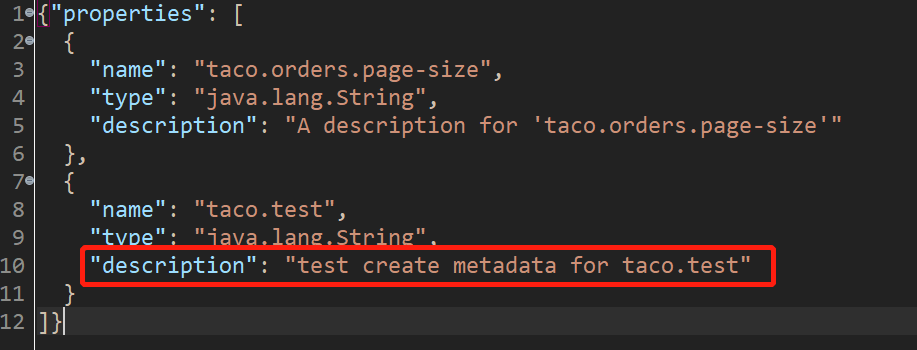 1 {"properties": [
2 {
3 "name": "taco.orders.page-size",
4 "type": "java.lang.String",
5 "description": "A description for 'taco.orders.page-size'"
6 },
7 {
8 "name": "taco.test",
9 "type": "java.lang.String",
10 "description": "test create metadata for taco.test"
11 }
12 ]}